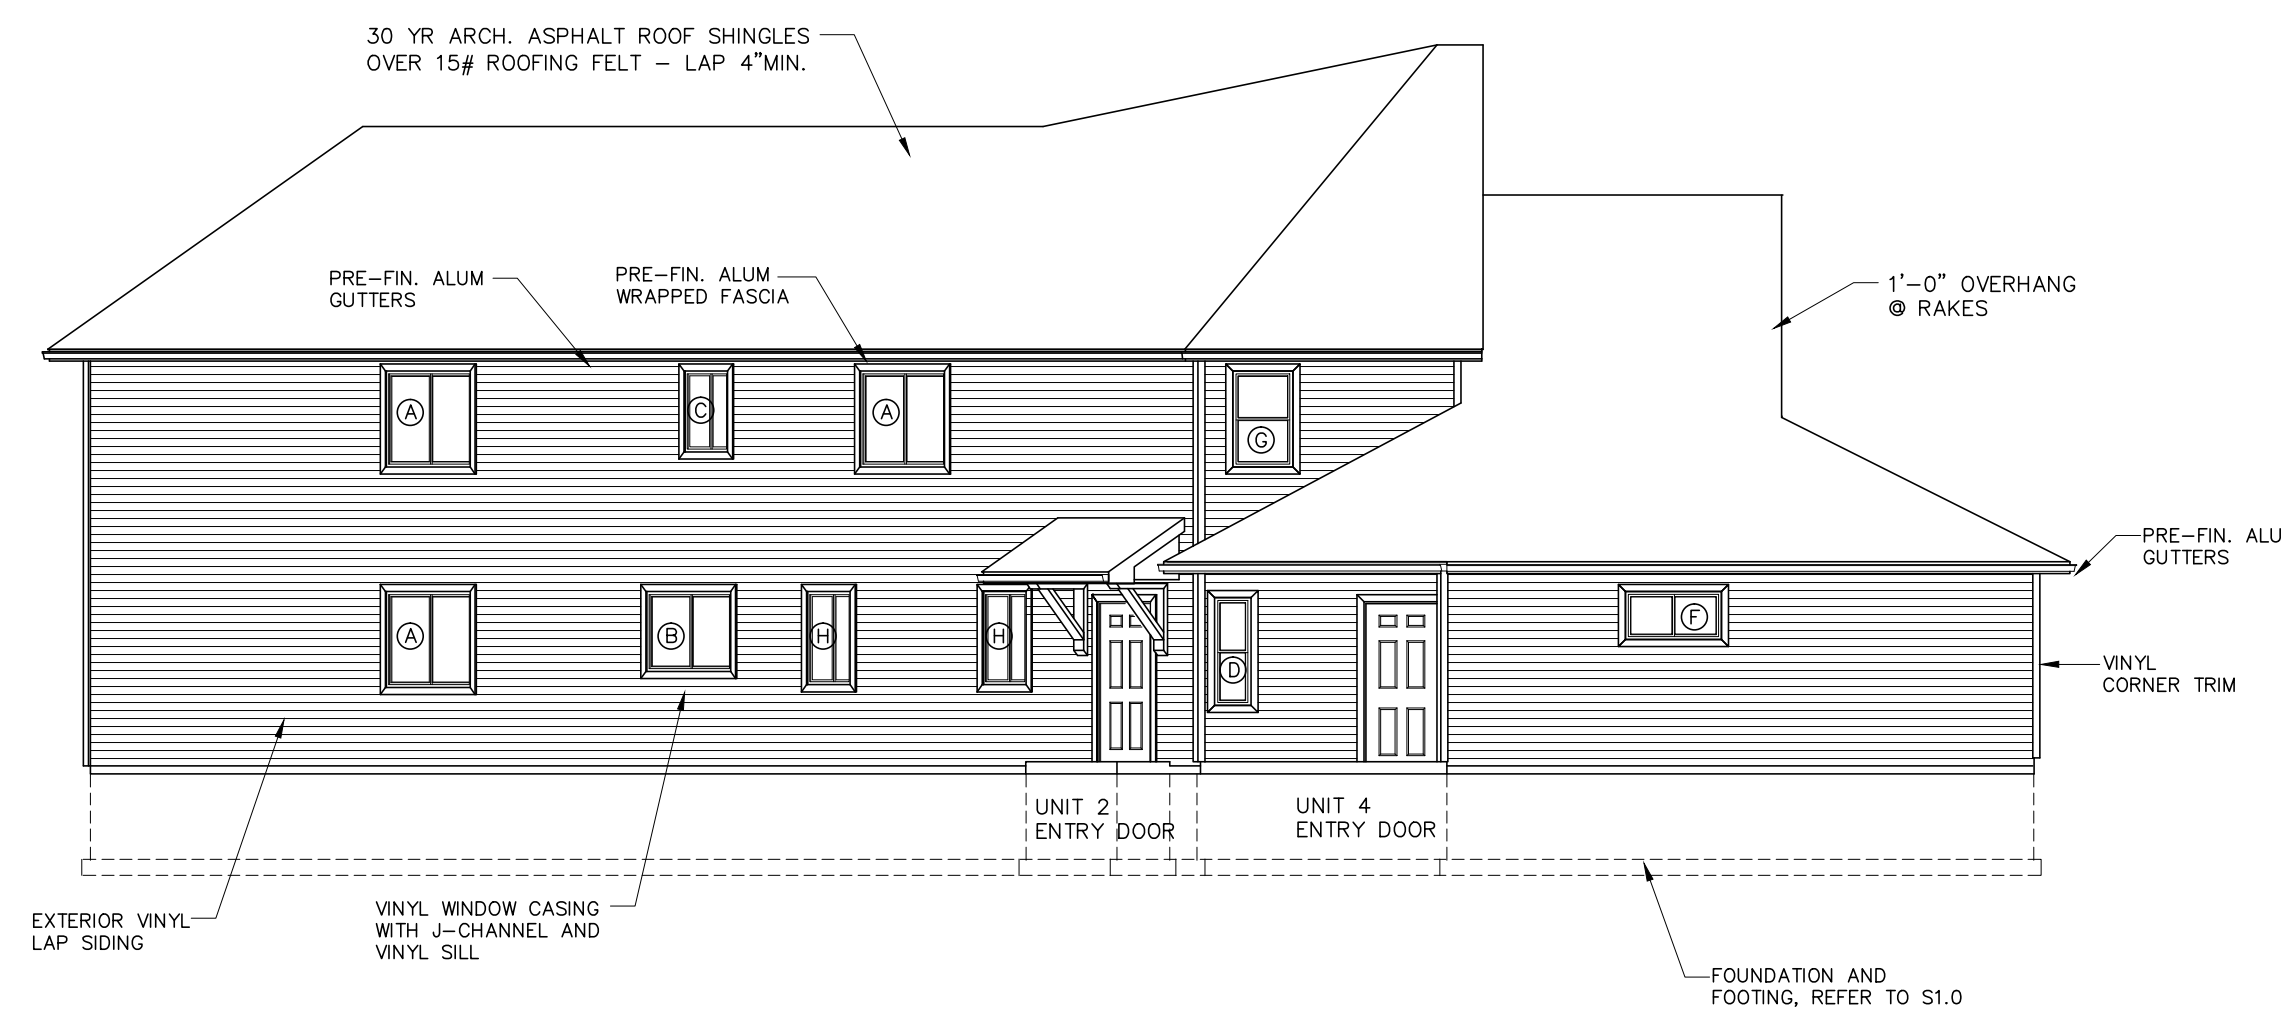 30 YR ARCH. ASPHALT ROOF SHINGLES
OVER 15# ROOFING FELT – LAP 4"MIN.
PRE–FIN. ALUM
GUTTERS
PRE–FIN. ALUM
WRAPPED FASCIA
1'–0" OVERHANG
@ RAKES
A
C
A
G
PRE–FIN. ALU
GUTTERS
A
B
H
H
D
F
VINYL
CORNER TRIM
UNIT 2
ENTRY DOOR
UNIT 4
ENTRY DOOR
EXTERIOR VINYL
LAP SIDING
VINYL WINDOW CASING
WITH J–CHANNEL AND
VINYL SILL
FOUNDATION AND
FOOTING, REFER TO S1.0